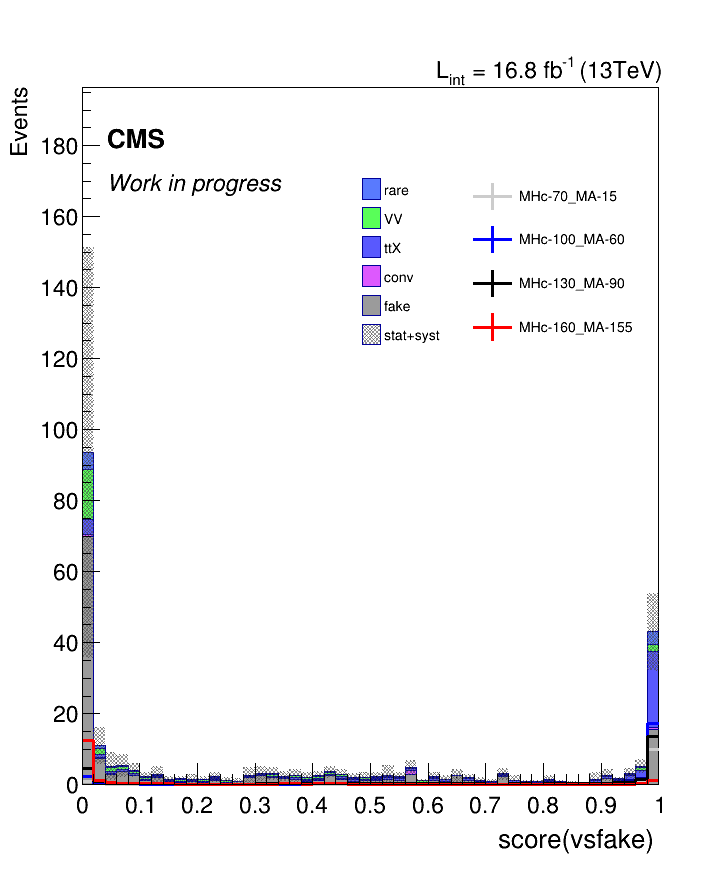 L_int = 16.8 fb^-1 (13TeV)
Events
CMS
Work in progress
rare
VV
ttX
conv
fake
stat+syst
MHc-70_MA-15
MHc-100_MA-60
MHc-130_MA-90
MHc-160_MA-155
180
160
140
120
100
80
60
40
20
0
0 0.1 0.2 0.3 0.4 0.5 0.6 0.7 0.8 0.9 1
score(vsfake)